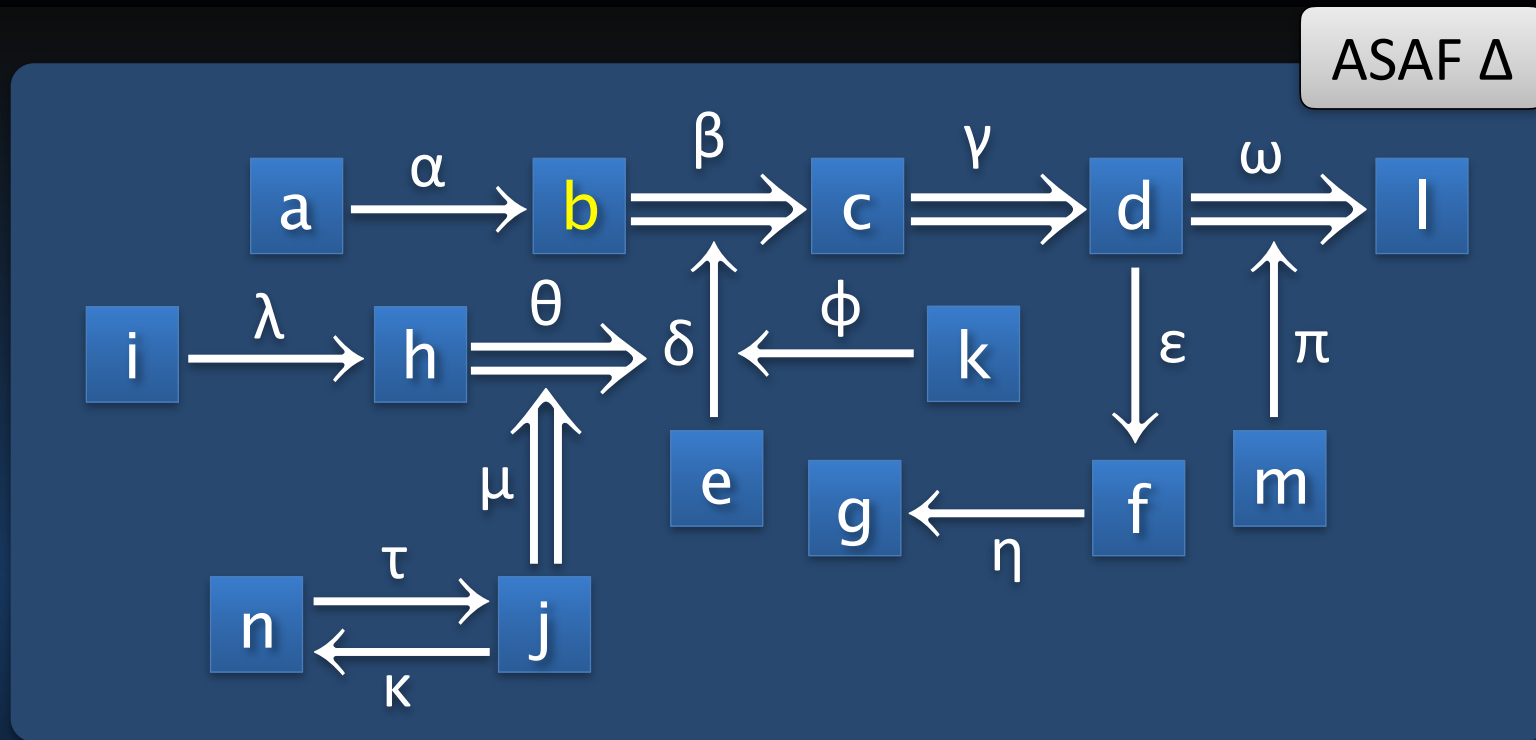 ASAF Δ
β γ ω
α
a b c d l
θ ϕ
λ
i h δ k ε π
μ e g f m
η
τ
n j
κ